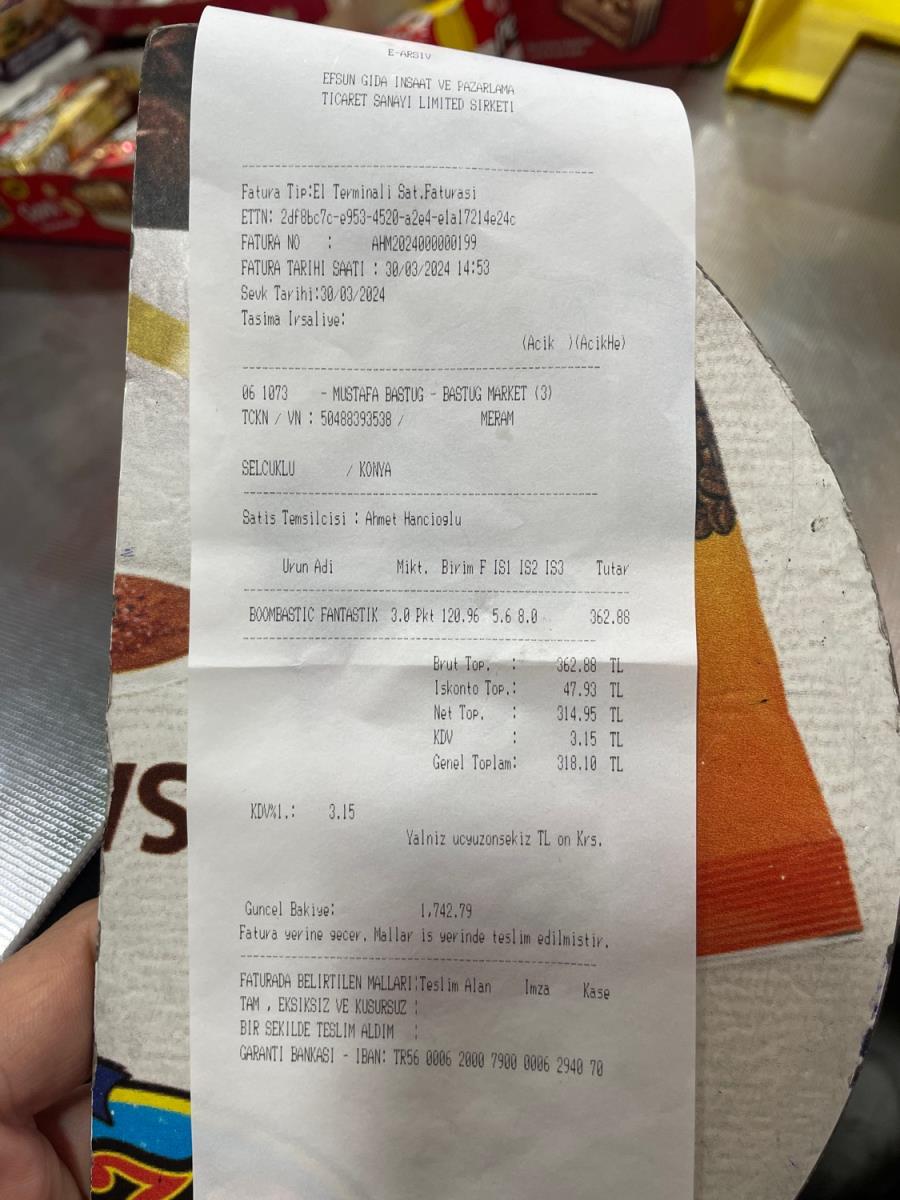 E-ARSIV
EFSUN GIDA INSAAT VE PAZARLAMA
TICARET SANAYI LIMITED SIRKETI
Fatura Tip:El Terminali Sat.Faturasi
ETTN: 2df8bc7c-e953-4520-a2e4-e1a17214e24c
FATURA NO : AHM2024000000199
FATURA TARIHI SAATI : 30/03/2024 14:53
Sevk Tarihi:30/03/2024
Tasima Irsaliye:
(Acik )(AcikHe)
06 1073 - MUSTAFA BASTUG - BASTUG MARKET (3)
TCKN / VN : 50488393538 / MERAM
SELCUKLU / KONYA
Satis Temsilcisi : Ahmet Hancioglu
Urun Adi Mikt. Birim F IS1 IS2 IS3 Tutar
BOOMBASTIC FANTASTIK 3.0 Pkt 120.96 5.6 8.0 362.88
Brut Top. : 362.88 TL
Iskonto Top.: 47.93 TL
Net Top. : 314.95 TL
KDV : 3.15 TL
Genel Toplam: 318.10 TL
KDV%1.: 3.15
Yalniz ucyuzonsekiz TL on Krs.
Guncel Bakiye: 1,742.79
Fatura yerine gecer. Mallar is yerinde teslim edilmistir.
FATURADA BELIRTILEN MALLARI|Teslim Alan Imza Kase
TAM , EKSIKSIZ VE KUSURSUZ |
BIR SEKILDE TESLIM ALDIM |
GARANTI BANKASI - IBAN: TR56 0006 2000 7900 0006 2940 70